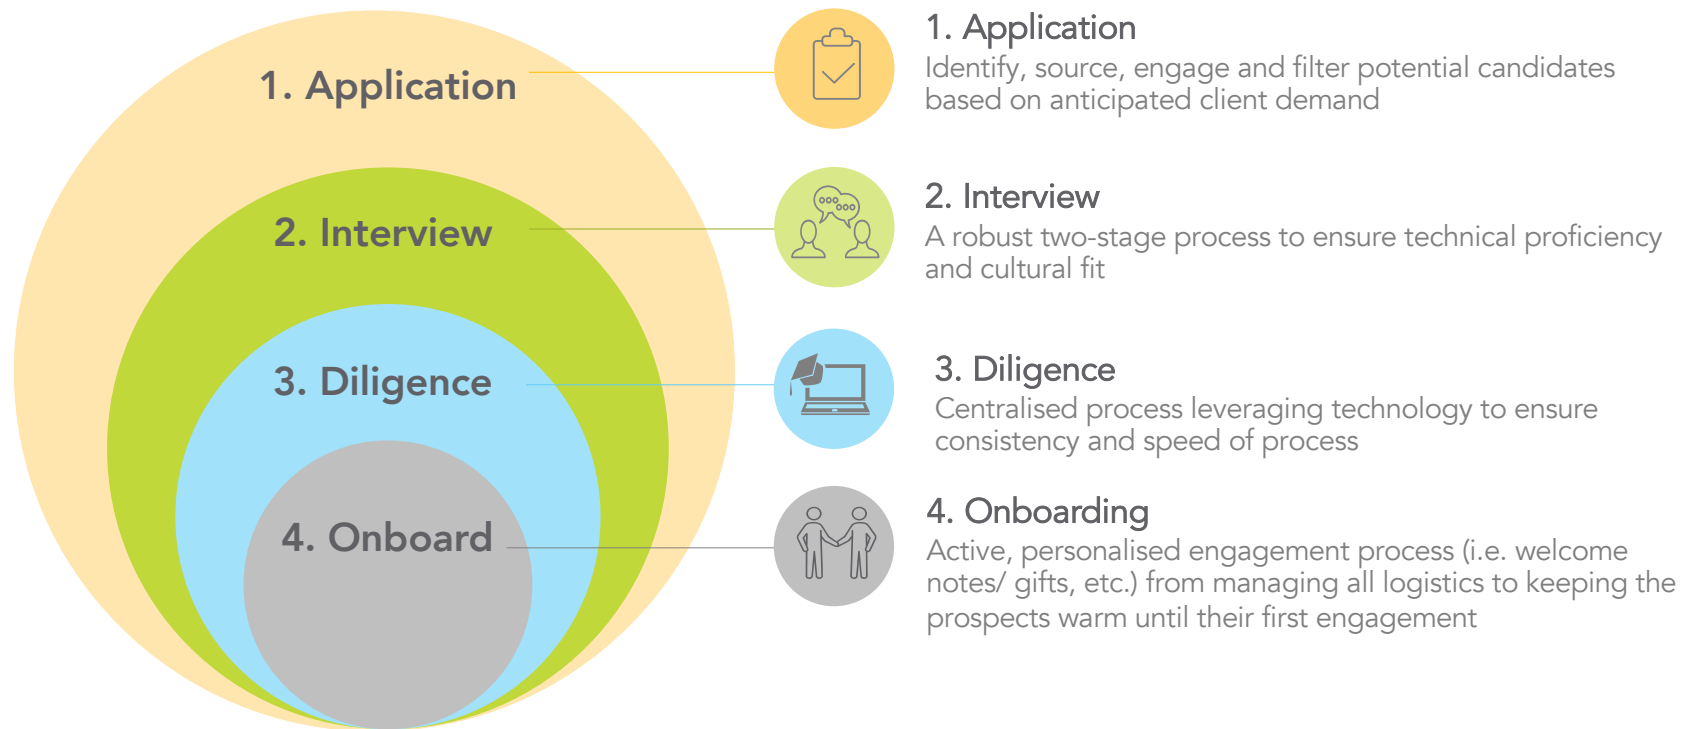 1. Application
2. Interview
3. Diligence
4. Onboard
1. Application
Identify, source, engage and filter potential candidates
based on anticipated client demand
2. Interview
A robust two-stage process to ensure technical proficiency
and cultural fit
3. Diligence
Centralised process leveraging technology to ensure
consistency and speed of process
4. Onboarding
Active, personalised engagement process (i.e. welcome
notes/ gifts, etc.) from managing all logistics to keeping the
prospects warm until their first engagement